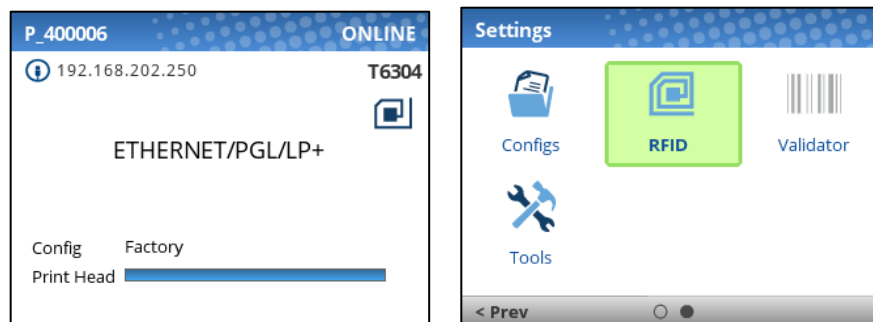 P_400006 ONLINE
192.168.202.250 T6304
ETHERNET/PGL/LP+
Config Factory
Print Head
Settings
Configs RFID Validator
Tools
< Prev